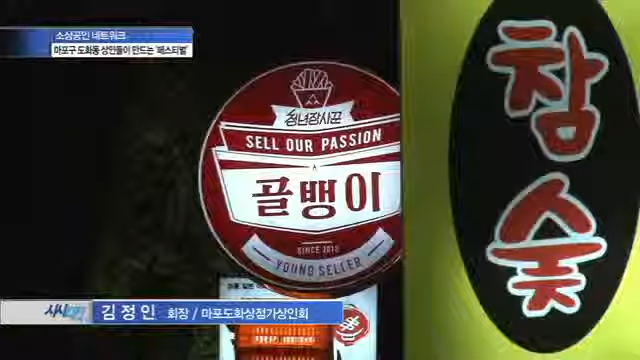 소상공인 네트워크
마포구 도화동 상인들이 만드는 '페스티벌'
청년장사꾼
SELL OUR PASSION
골뱅이
SINCE 2010
YOUNG SELLER
참숯
김정인 회장 / 마포도화상점가상인회